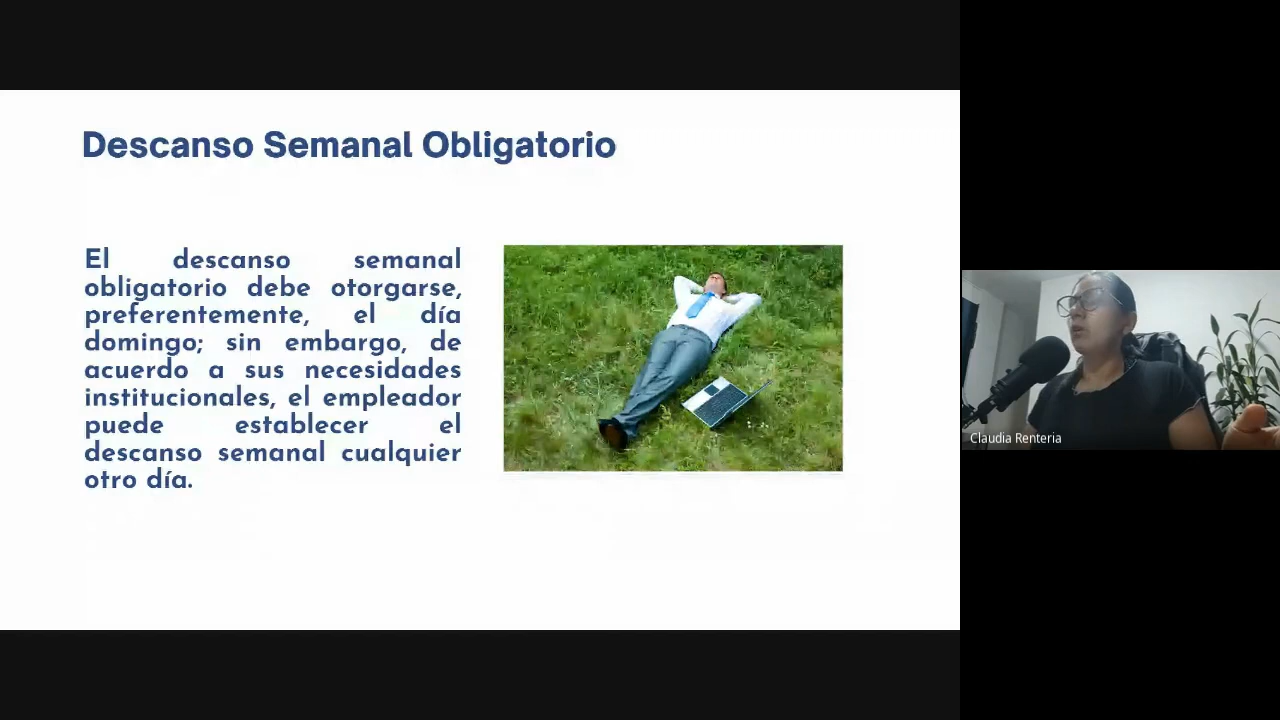 Descanso Semanal Obligatorio
El descanso semanal
obligatorio debe otorgarse,
preferentemente, el día
domingo; sin embargo, de
acuerdo a sus necesidades
institucionales, el empleador
puede establecer el
descanso semanal cualquier
otro día.
Claudia Renteria